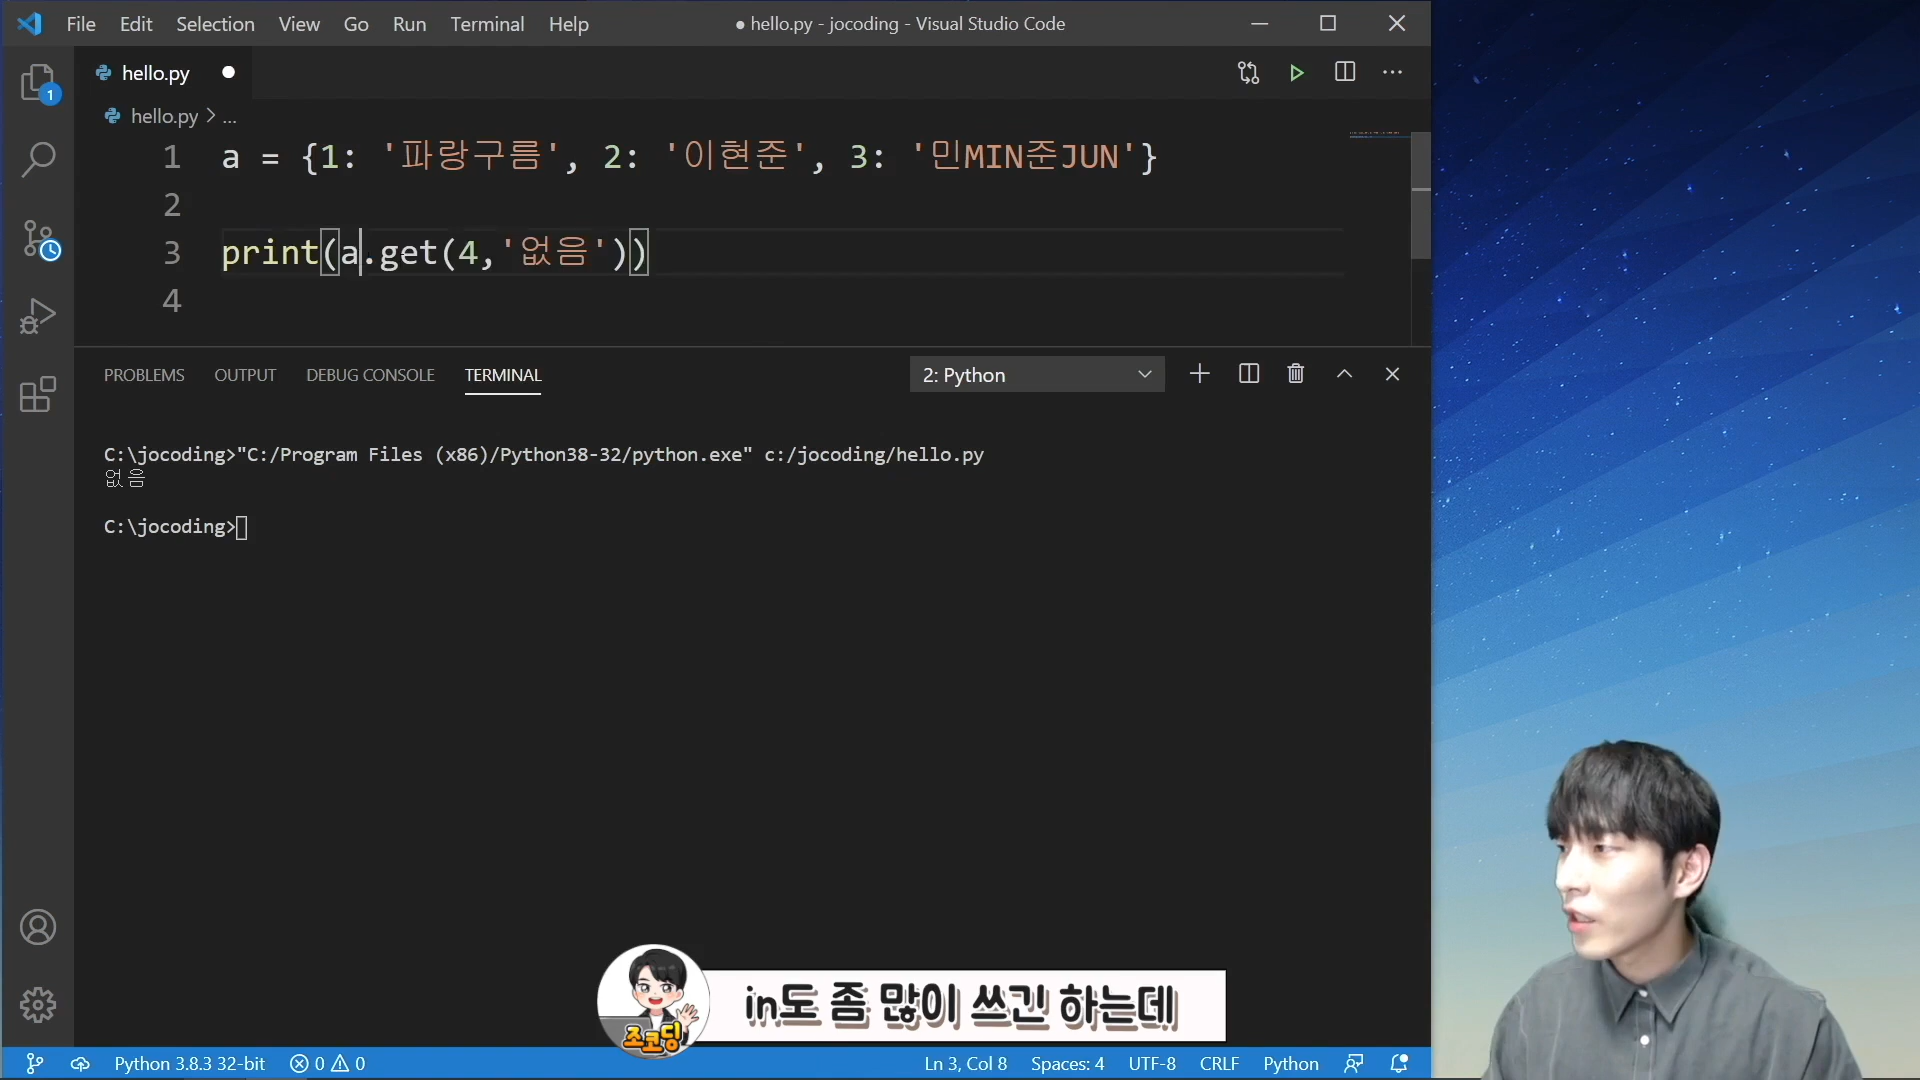 File Edit Selection View Go Run Terminal Help
● hello.py - jocoding - Visual Studio Code
hello.py
1
hello.py > ...
1 a = {1: '파랑구름', 2: '이현준', 3: '민MIN준JUN'}
2
3 print(a.get(4,'없음'))
4
PROBLEMS OUTPUT DEBUG CONSOLE TERMINAL
2: Python
C:\jocoding>"C:/Program Files (x86)/Python38-32/python.exe" c:/jocoding/hello.py
없음
C:\jocoding>
조코딩
in도 좀 많이 쓰긴 하는데
Python 3.8.3 32-bit 0 0
Ln 3, Col 8 Spaces: 4 UTF-8 CRLF Python